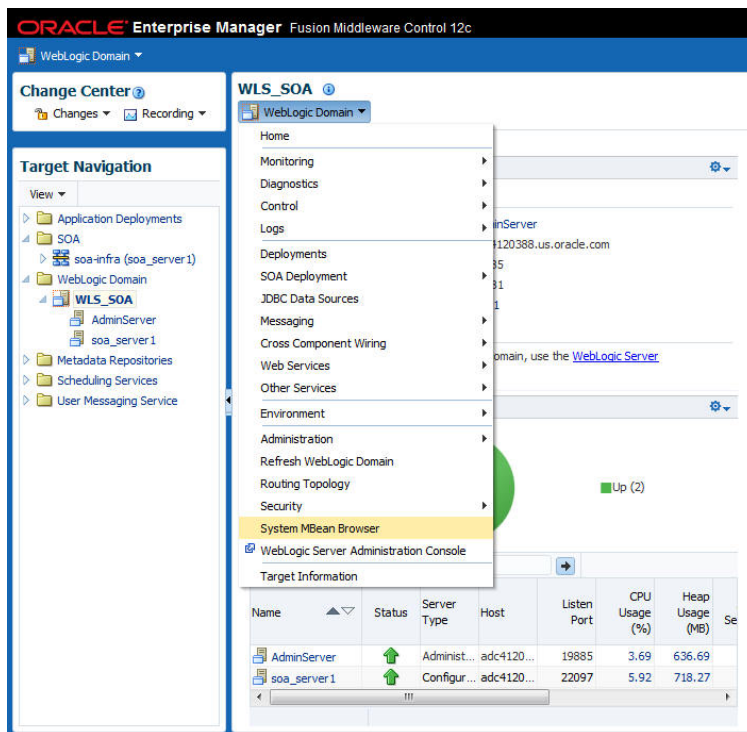 ORACLE Enterprise Manager Fusion Middleware Control 12c
WebLogic Domain
Change Center
Changes Recording
Target Navigation
View
Application Deployments
SOA
soa-infra (soa_server1)
WebLogic Domain
WLS_SOA
AdminServer
soa_server1
Metadata Repositories
Scheduling Services
User Messaging Service
WLS_SOA
WebLogic Domain
Home
Monitoring
Diagnostics
Control
Logs
Deployments
SOA Deployment
JDBC Data Sources
Messaging
Cross Component Wiring
Web Services
Other Services
Environment
Administration
Refresh WebLogic Domain
Routing Topology
Security
System MBean Browser
WebLogic Server Administration Console
Target Information
inServer
4120388.us.oracle.com
35
31
1
omain, use the WebLogic Server
Up (2)
Name Status Server Type Host Listen Port CPU Usage (%) Heap Usage (MB) Se
AdminServer Administ... adc4120... 19885 3.69 636.69
soa_server1 Configur... adc4120... 22097 5.92 718.27